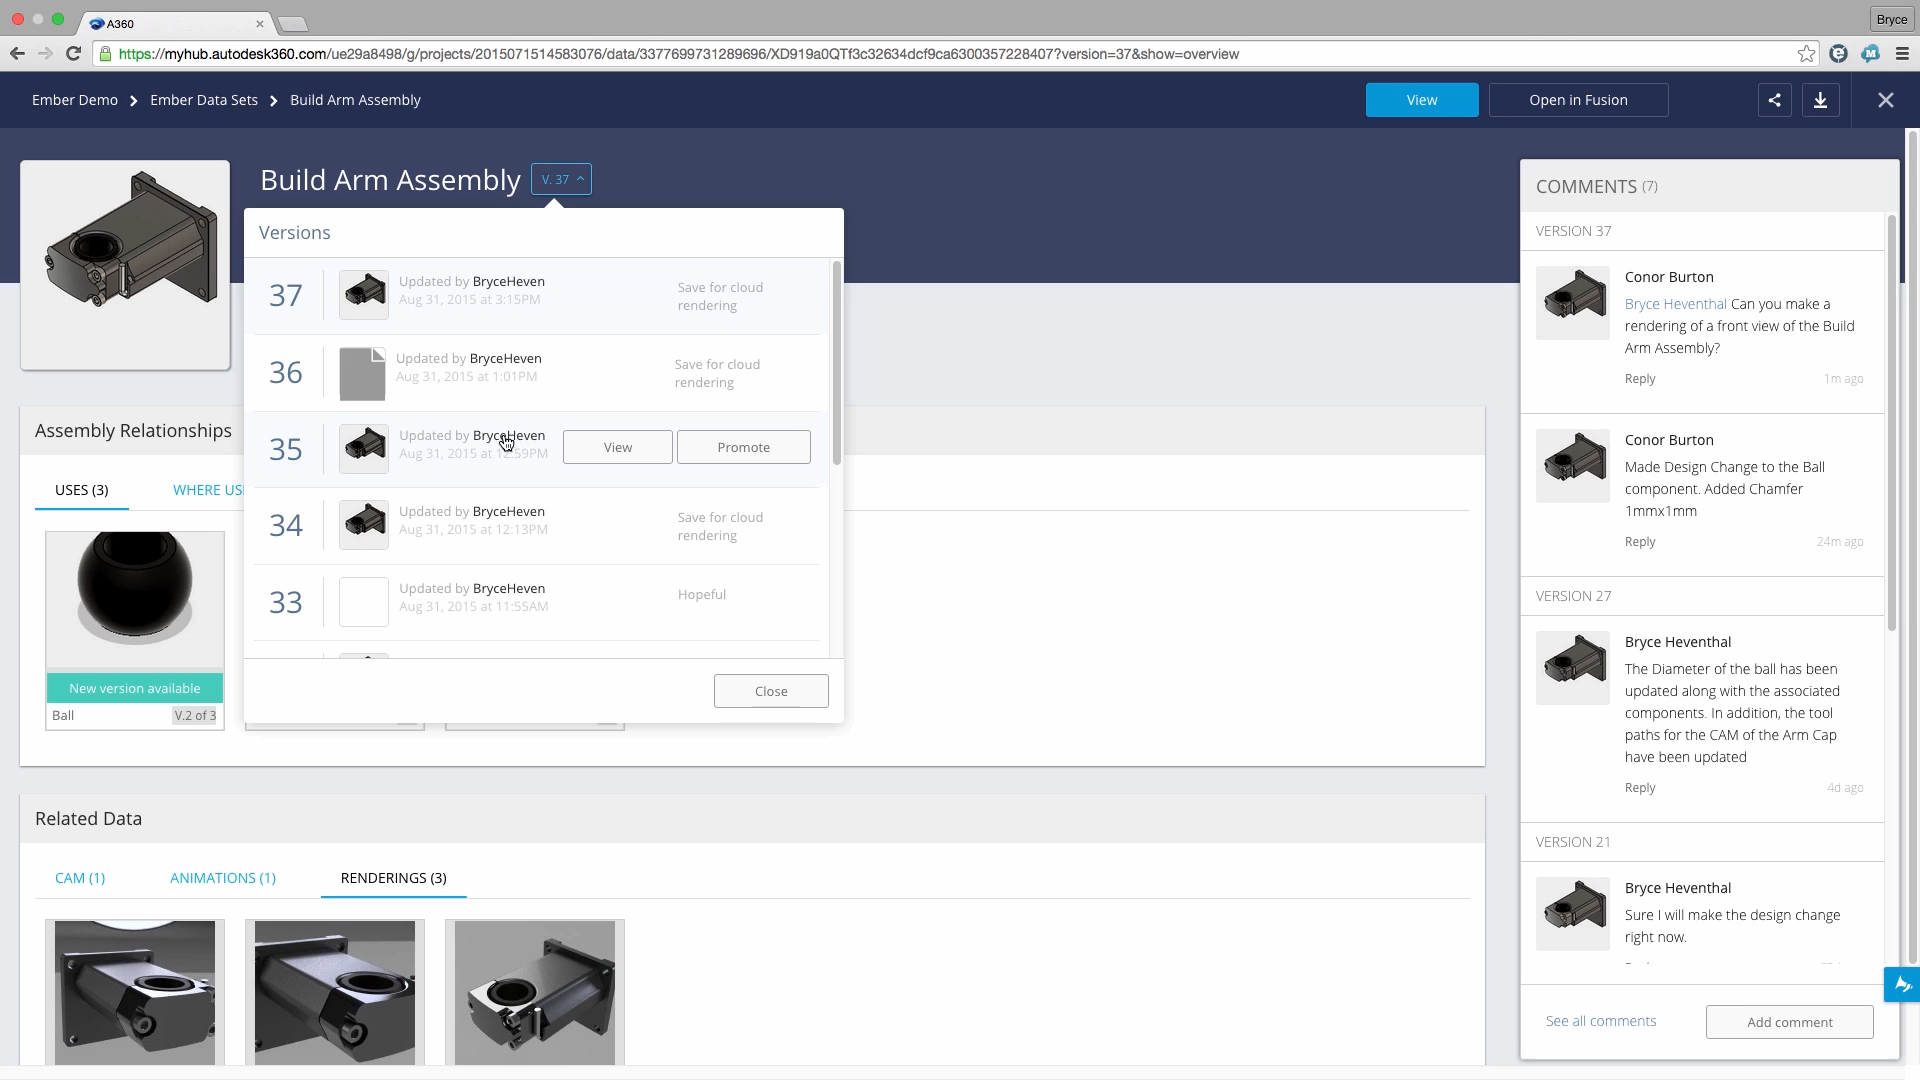 A360
Bryce
https://myhub.autodesk360.com/ue29a8498/g/projects/2015071514583076/data/3377699731289696/XD919a0QTf3c32634dcf9ca6300357228407?version=37&show=overview
Ember Demo
Ember Data Sets
Build Arm Assembly
View
Open in Fusion
Build Arm Assembly
V. 37
Versions
37
Updated by BryceHeven
Aug 31, 2015 at 3:15PM
Save for cloud
rendering
36
Updated by BryceHeven
Aug 31, 2015 at 1:01PM
Save for cloud
rendering
35
Updated by BryceHeven
Aug 31, 2015 at 12:59PM
View
Promote
34
Updated by BryceHeven
Aug 31, 2015 at 12:13PM
Save for cloud
rendering
33
Updated by BryceHeven
Aug 31, 2015 at 11:55AM
Hopeful
Close
Assembly Relationships
USES (3)
WHERE US
New version available
Ball
V.2 of 3
Related Data
CAM (1)
ANIMATIONS (1)
RENDERINGS (3)
COMMENTS (7)
VERSION 37
Conor Burton
Bryce Heventhal Can you make a
rendering of a front view of the Build
Arm Assembly?
Reply
1m ago
Conor Burton
Made Design Change to the Ball
component. Added Chamfer
1mmx1mm
Reply
24m ago
VERSION 27
Bryce Heventhal
The Diameter of the ball has been
updated along with the associated
components. In addition, the tool
paths for the CAM of the Arm Cap
have been updated
Reply
4d ago
VERSION 21
Bryce Heventhal
Sure I will make the design change
right now.
See all comments
Add comment